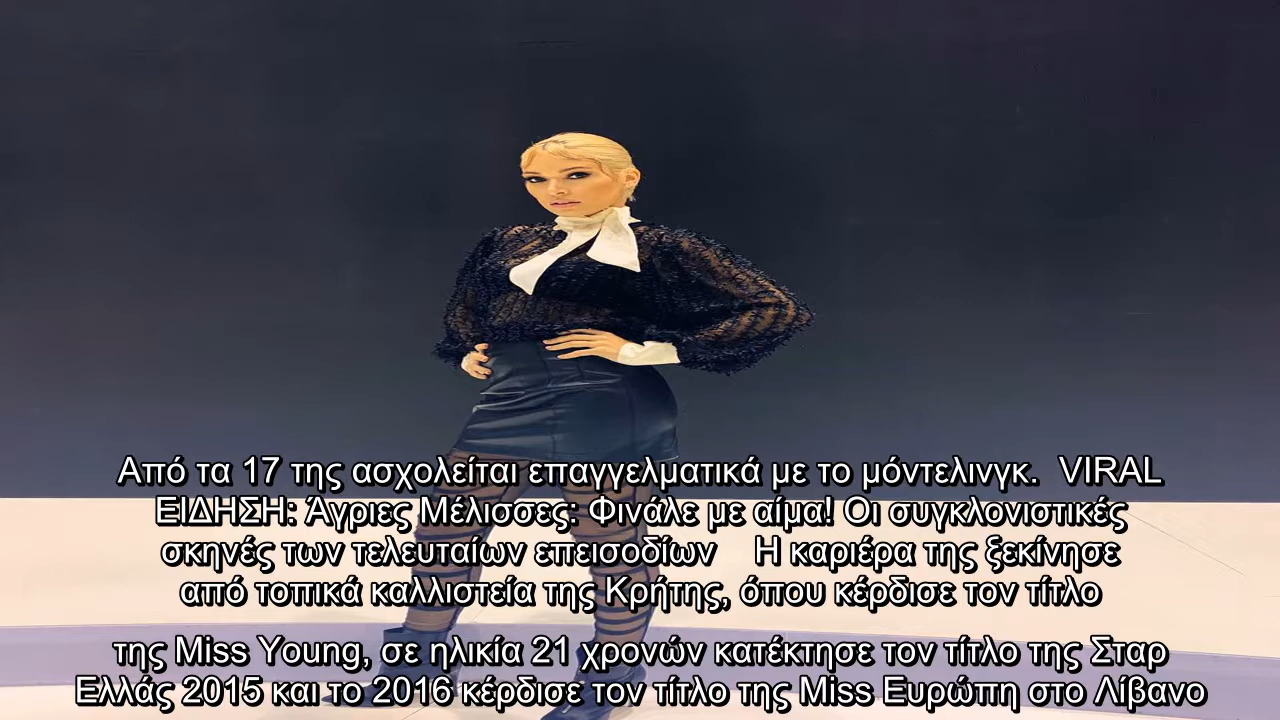 Από τα 17 της ασχολείται επαγγελματικά με το μόντελινγκ.  VIRAL
ΕΙΔΗΣΗ: Άγριες Μέλισσες: Φινάλε με αίμα! Οι συγκλονιστικές
σκηνές των τελευταίων επεισοδίων    Η καριέρα της ξεκίνησε
από τοπικά καλλιστεία της Κρήτης, όπου κέρδισε τον τίτλο
της Miss Young, σε ηλικία 21 χρονών κατέκτησε τον τίτλο της Σταρ
Ελλάς 2015 και το 2016 κέρδισε τον τίτλο της Miss Ευρώπη στο Λίβανο